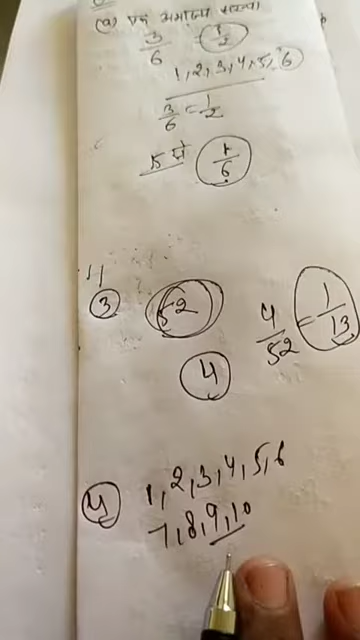 (a) एक अभाज्य संख्या
3/6 = 1/2
1, 2, 3, 4, 5, 6
3/6 = 1/2
1/6
4
3 52 4/52 = 1/13
4
4 1, 2, 3, 4, 5, 6
7, 8, 9, 10